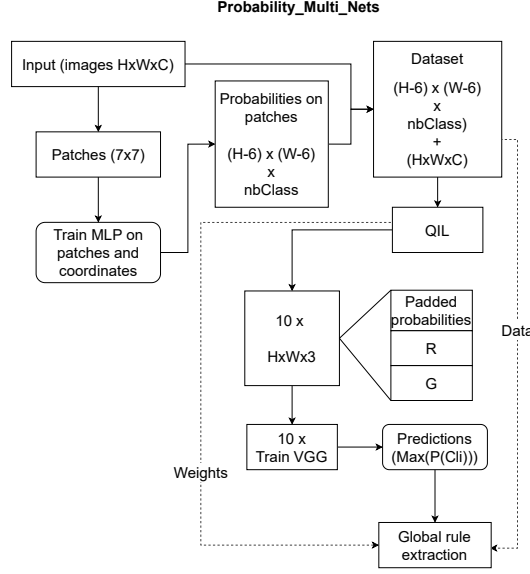 Probability_Multi_Nets
Input (images HxWxC)
Dataset
(H-6) x (W-6)
x
nbClass)
+
(HxWxC)
Probabilities on
patches
(H-6) x (W-6)
x
nbClass
Patches (7x7)
Train MLP on
patches and
coordinates
QIL
10 x
HxWx3
Padded
probabilities
R
G
Data
10 x
Train VGG
Predictions
(Max(P(Cli)))
Weights
Global rule
extraction